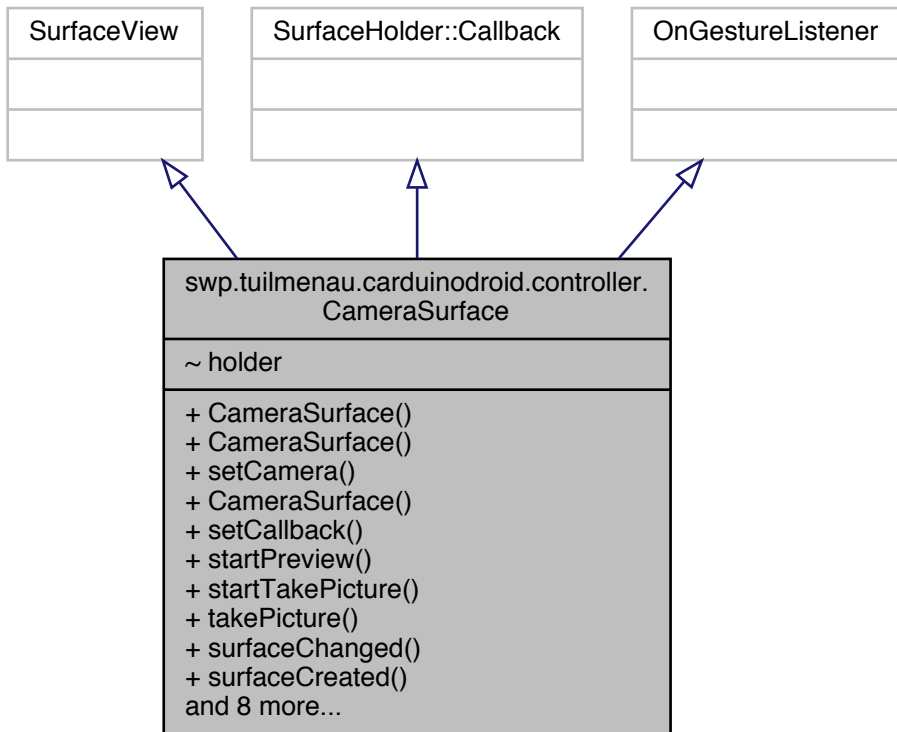 SurfaceView
SurfaceHolder::Callback
OnGestureListener
swp.tuilmenau.carduinodroid.controller.
CameraSurface
~ holder
+ CameraSurface()
+ CameraSurface()
+ setCamera()
+ CameraSurface()
+ setCallback()
+ startPreview()
+ startTakePicture()
+ takePicture()
+ surfaceChanged()
+ surfaceCreated()
and 8 more...